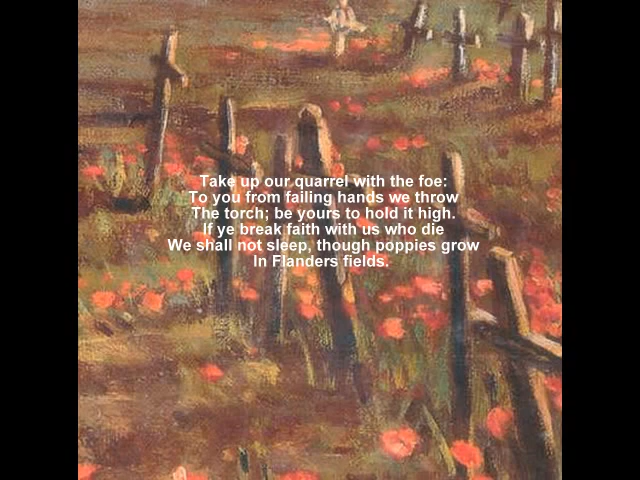 Take up our quarrel with the foe:
To you from failing hands we throw
The torch; be yours to hold it high.
If ye break faith with us who die
We shall not sleep, though poppies grow
In Flanders fields.